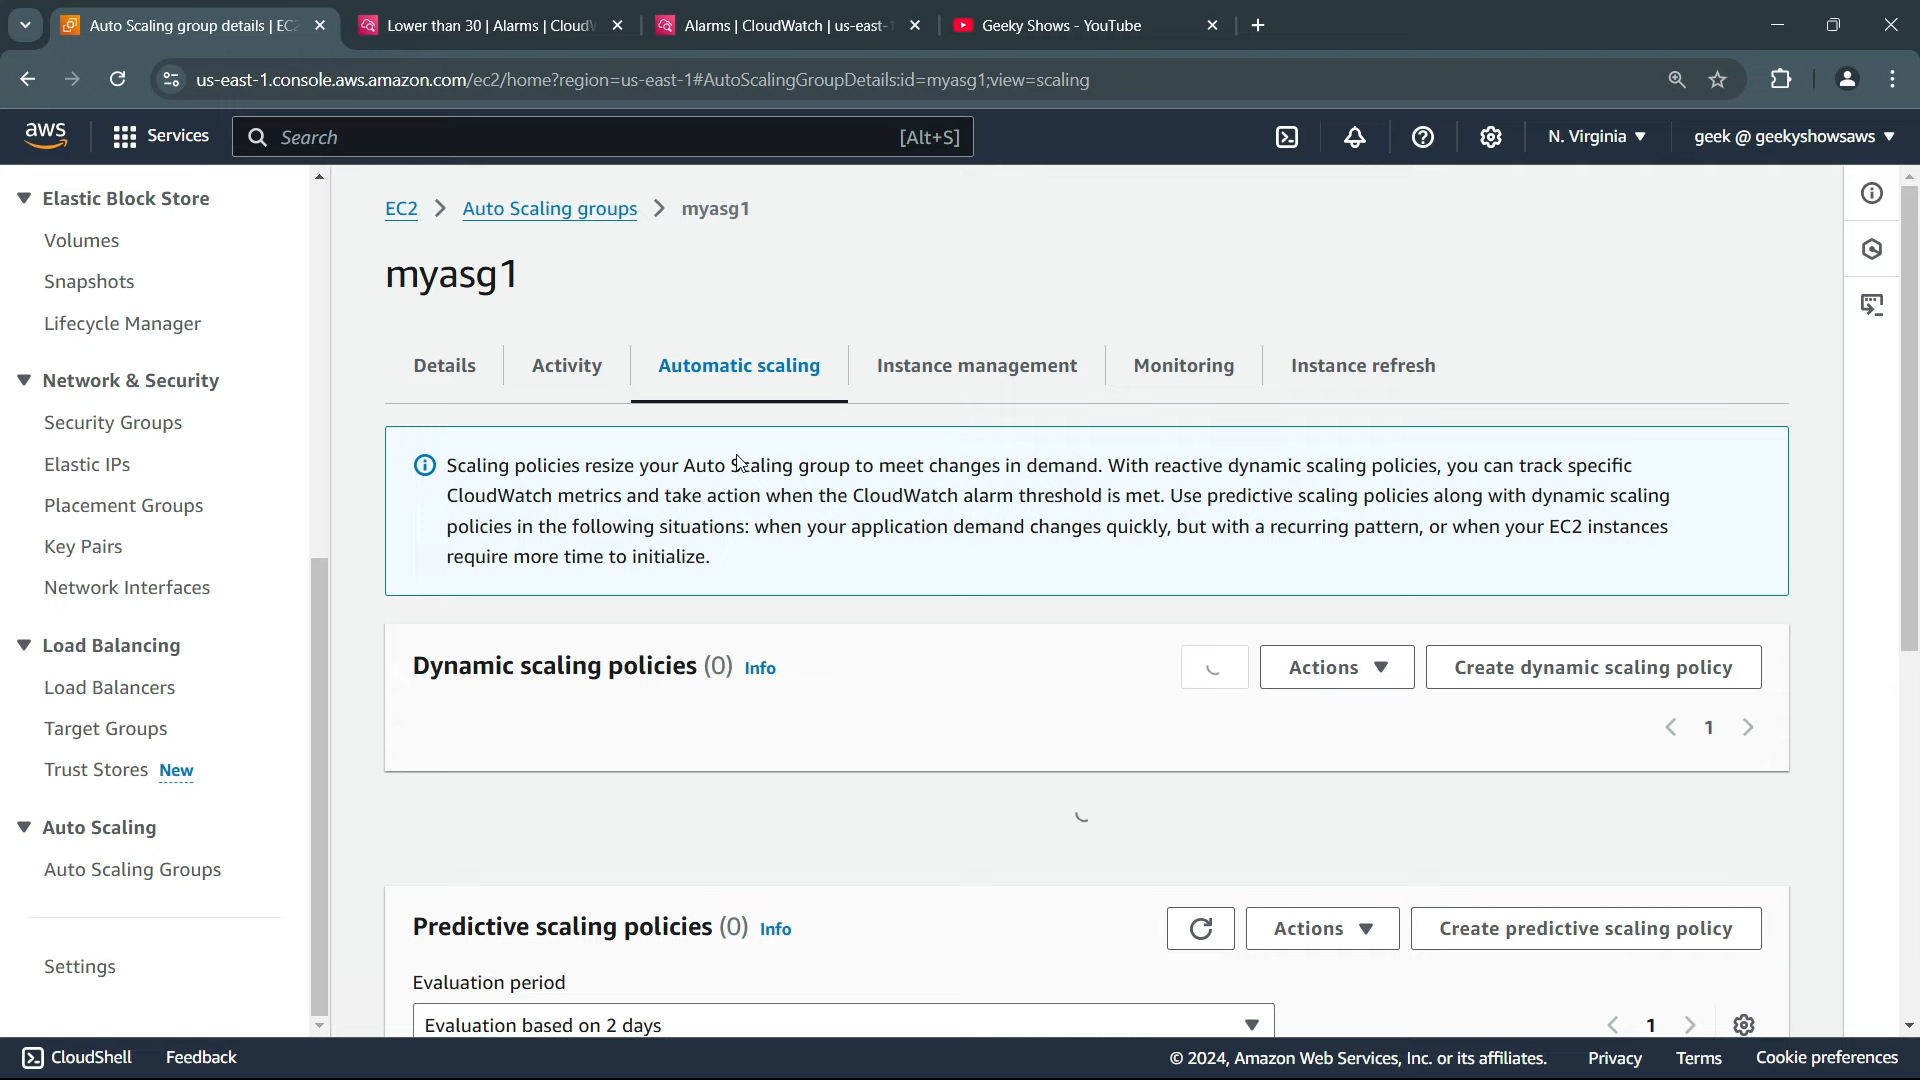 Auto Scaling group details | EC2
Lower than 30 | Alarms | Cloud
Alarms | CloudWatch | us-east-
Geeky Shows - YouTube
us-east-1.console.aws.amazon.com/ec2/home?region=us-east-1#AutoScalingGroupDetails:id=myasg1;view=scaling
aws
Services
Search
[Alt+S]
N. Virginia
geek @ geekyshowsaws
Elastic Block Store
Volumes
Snapshots
Lifecycle Manager
Network & Security
Security Groups
Elastic IPs
Placement Groups
Key Pairs
Network Interfaces
Load Balancing
Load Balancers
Target Groups
Trust Stores New
Auto Scaling
Auto Scaling Groups
Settings
EC2 > Auto Scaling groups > myasg1
myasg1
Details
Activity
Automatic scaling
Instance management
Monitoring
Instance refresh
Scaling policies resize your Auto Scaling group to meet changes in demand. With reactive dynamic scaling policies, you can track specific
CloudWatch metrics and take action when the CloudWatch alarm threshold is met. Use predictive scaling policies along with dynamic scaling
policies in the following situations: when your application demand changes quickly, but with a recurring pattern, or when your EC2 instances
require more time to initialize.
Dynamic scaling policies (0) Info
Actions
Create dynamic scaling policy
1
Predictive scaling policies (0) Info
Actions
Create predictive scaling policy
Evaluation period
Evaluation based on 2 days
1
CloudShell
Feedback
© 2024, Amazon Web Services, Inc. or its affiliates.
Privacy
Terms
Cookie preferences